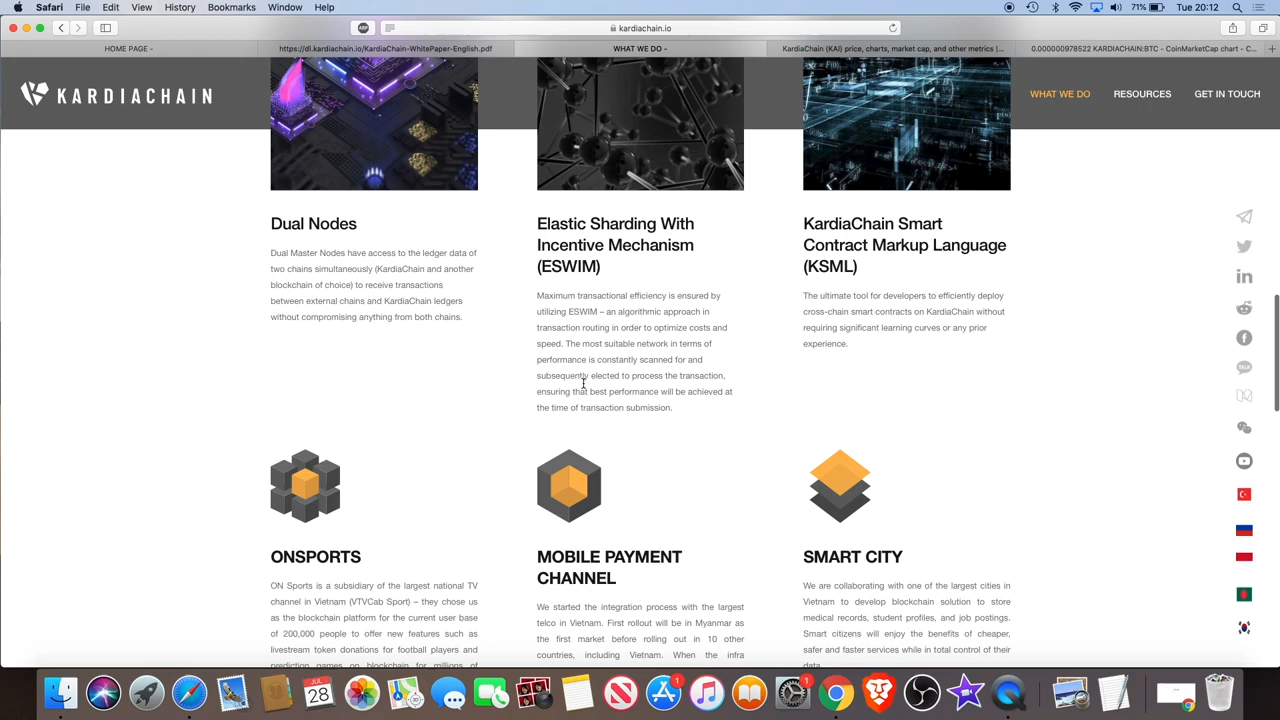 Safari File Edit View History Bookmarks Window Help 71% Tue 20:12
ABP kardiachain.io
HOME PAGE - https://dl.kardiachain.io/KardiaChain-WhitePaper-English.pdf WHAT WE DO - KardiaChain (KAI) price, charts, market cap, and other metrics |... 0.000000978522 KARDIACHAIN:BTC - CoinMarketCap chart - C...
KARDIACHAIN WHAT WE DO RESOURCES GET IN TOUCH
Dual Nodes
Dual Master Nodes have access to the ledger data of
two chains simultaneously (KardiaChain and another
blockchain of choice) to receive transactions
between external chains and KardiaChain ledgers
without compromising anything from both chains.
Elastic Sharding With
Incentive Mechanism
(ESWIM)
Maximum transactional efficiency is ensured by
utilizing ESWIM – an algorithmic approach in
transaction routing in order to optimize costs and
speed. The most suitable network in terms of
performance is constantly scanned for and
subsequently elected to process the transaction,
ensuring that best performance will be achieved at
the time of transaction submission.
KardiaChain Smart
Contract Markup Language
(KSML)
The ultimate tool for developers to efficiently deploy
cross-chain smart contracts on KardiaChain without
requiring significant learning curves or any prior
experience.
TALK
ONSPORTS
ON Sports is a subsidiary of the largest national TV
channel in Vietnam (VTVCab Sport) – they chose us
as the blockchain platform for the current user base
of 200,000 people to offer new features such as
livestream token donations for football players and
prediction games on blockchain for millions of
MOBILE PAYMENT
CHANNEL
We started the integration process with the largest
telco in Vietnam. First rollout will be in Myanmar as
the first market before rolling out in 10 other
countries, including Vietnam. When the infra
SMART CITY
We are collaborating with one of the largest cities in
Vietnam to develop blockchain solution to store
medical records, student profiles, and job postings.
Smart citizens will enjoy the benefits of cheaper,
safer and faster services while in total control of their
data.
JUL
28
1
1